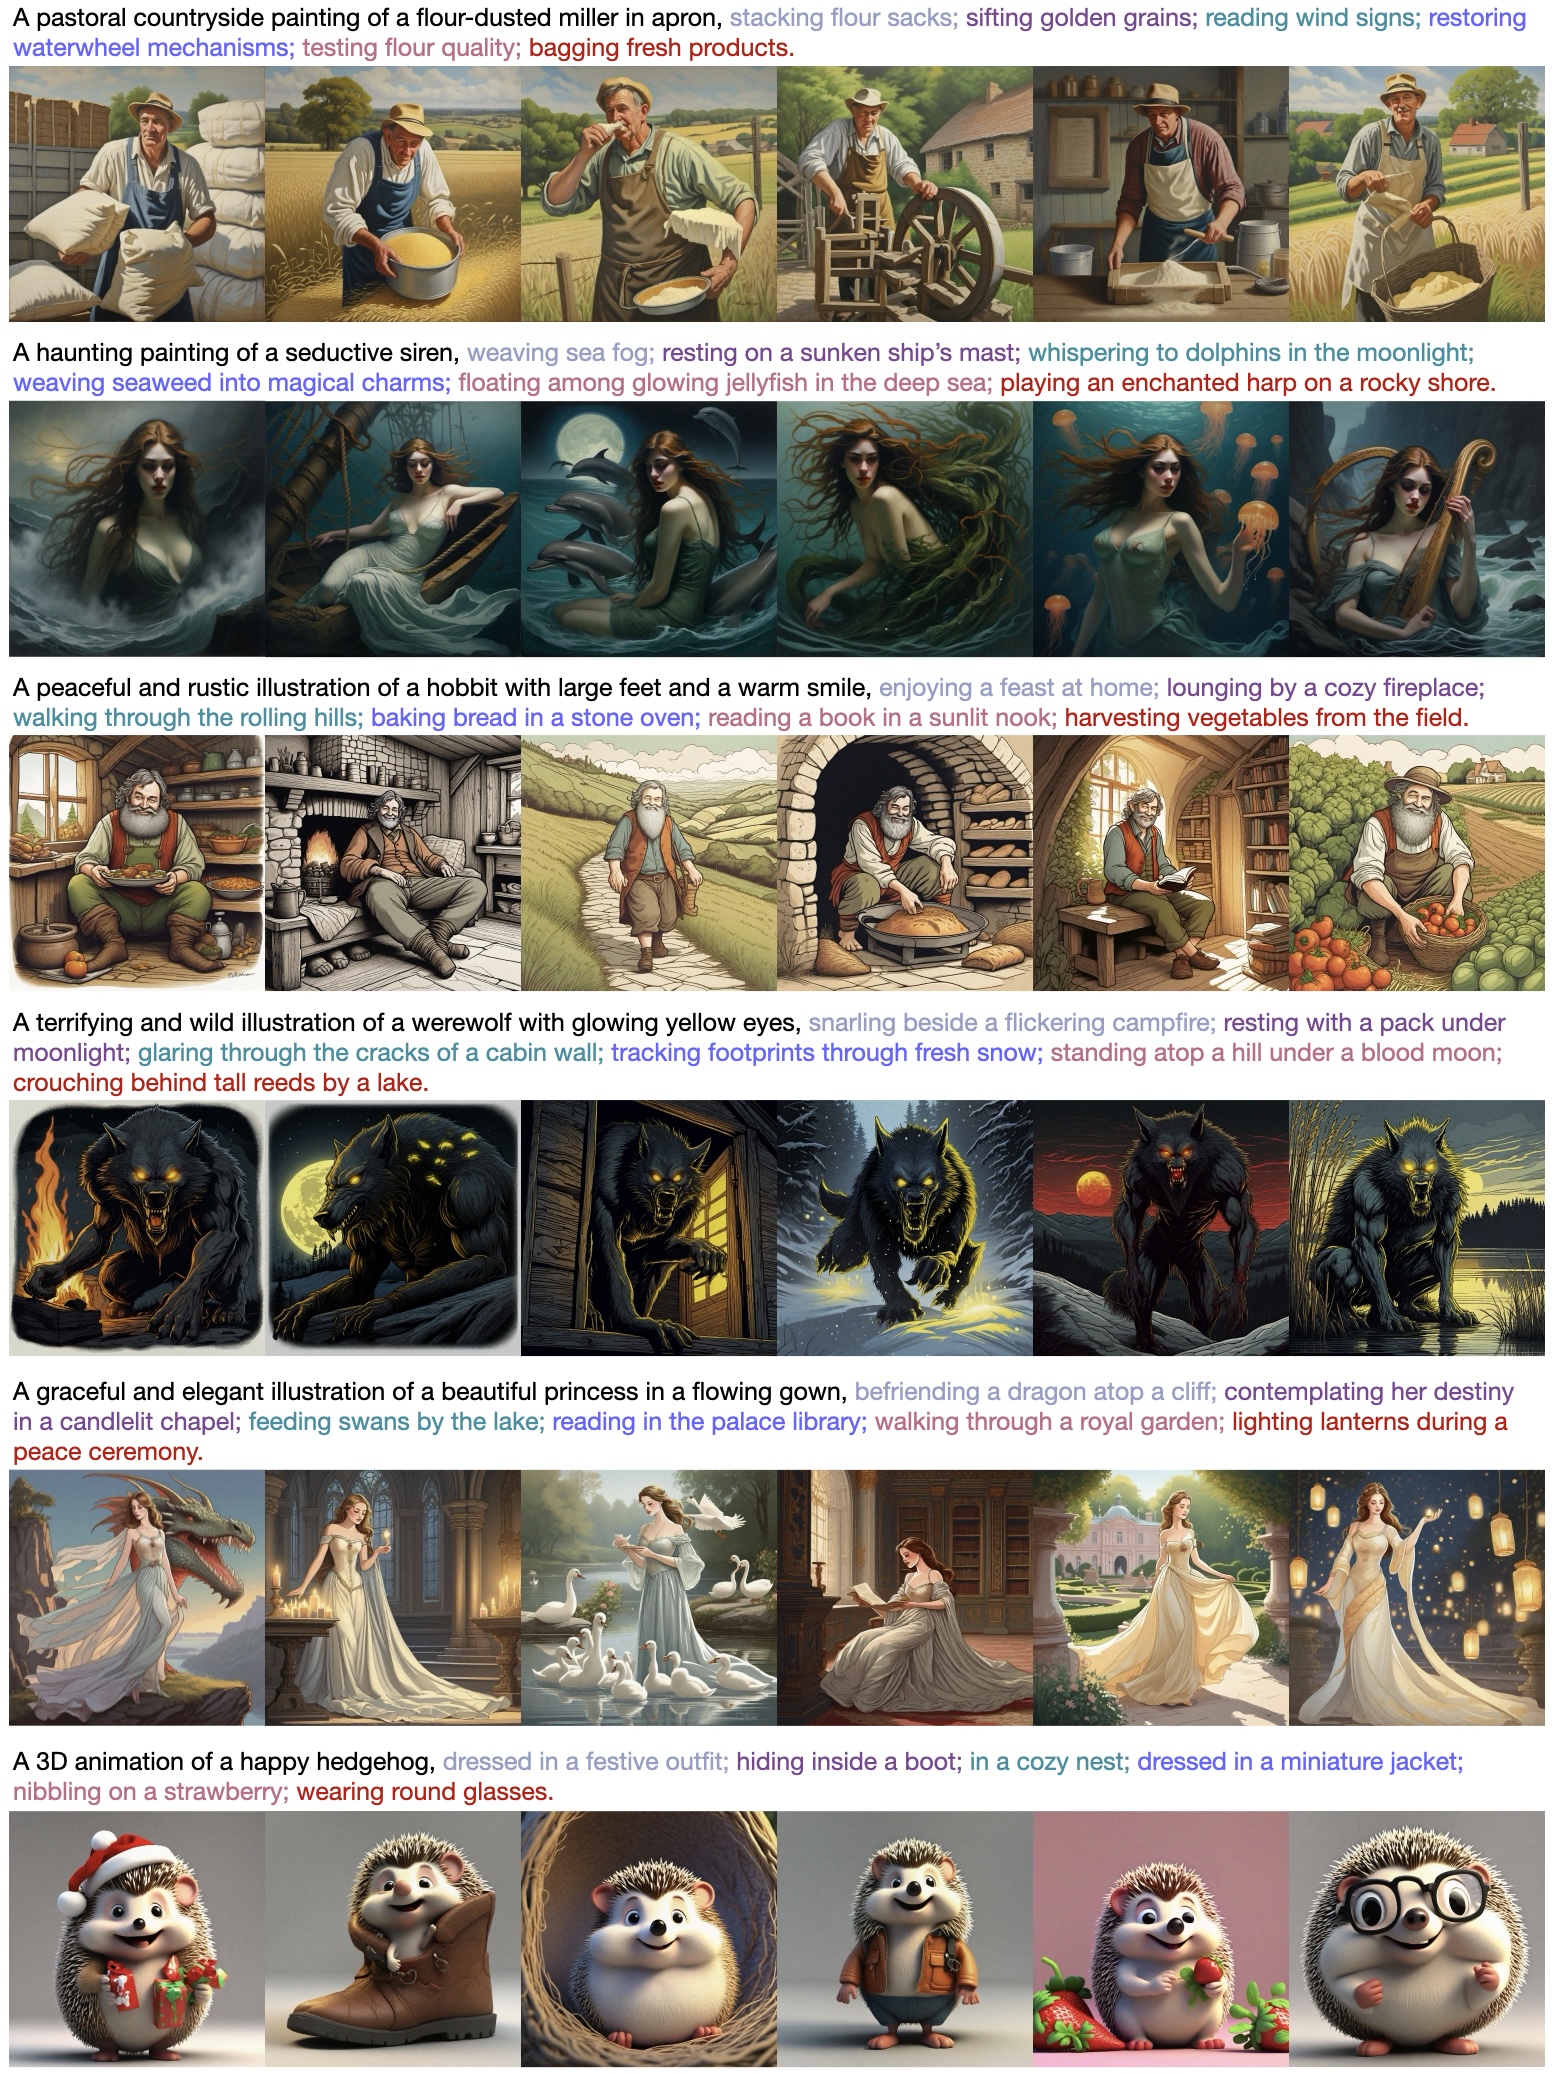 A pastoral countryside painting of a flour-dusted miller in apron, stacking flour sacks; sifting golden grains; reading wind signs; restoring
waterwheel mechanisms; testing flour quality; bagging fresh products.
A haunting painting of a seductive siren, weaving sea fog; resting on a sunken ship’s mast; whispering to dolphins in the moonlight;
weaving seaweed into magical charms; floating among glowing jellyfish in the deep sea; playing an enchanted harp on a rocky shore.
A peaceful and rustic illustration of a hobbit with large feet and a warm smile, enjoying a feast at home; lounging by a cozy fireplace;
walking through the rolling hills; baking bread in a stone oven; reading a book in a sunlit nook; harvesting vegetables from the field.
A terrifying and wild illustration of a werewolf with glowing yellow eyes, snarling beside a flickering campfire; resting with a pack under
moonlight; glaring through the cracks of a cabin wall; tracking footprints through fresh snow; standing atop a hill under a blood moon;
crouching behind tall reeds by a lake.
A graceful and elegant illustration of a beautiful princess in a flowing gown, befriending a dragon atop a cliff; contemplating her destiny
in a candlelit chapel; feeding swans by the lake; reading in the palace library; walking through a royal garden; lighting lanterns during a
peace ceremony.
A 3D animation of a happy hedgehog, dressed in a festive outfit; hiding inside a boot; in a cozy nest; dressed in a miniature jacket;
nibbling on a strawberry; wearing round glasses.